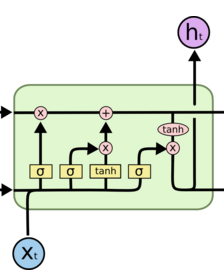 hₜ
x +
tanh
x x
σ σ tanh σ
Xₜ